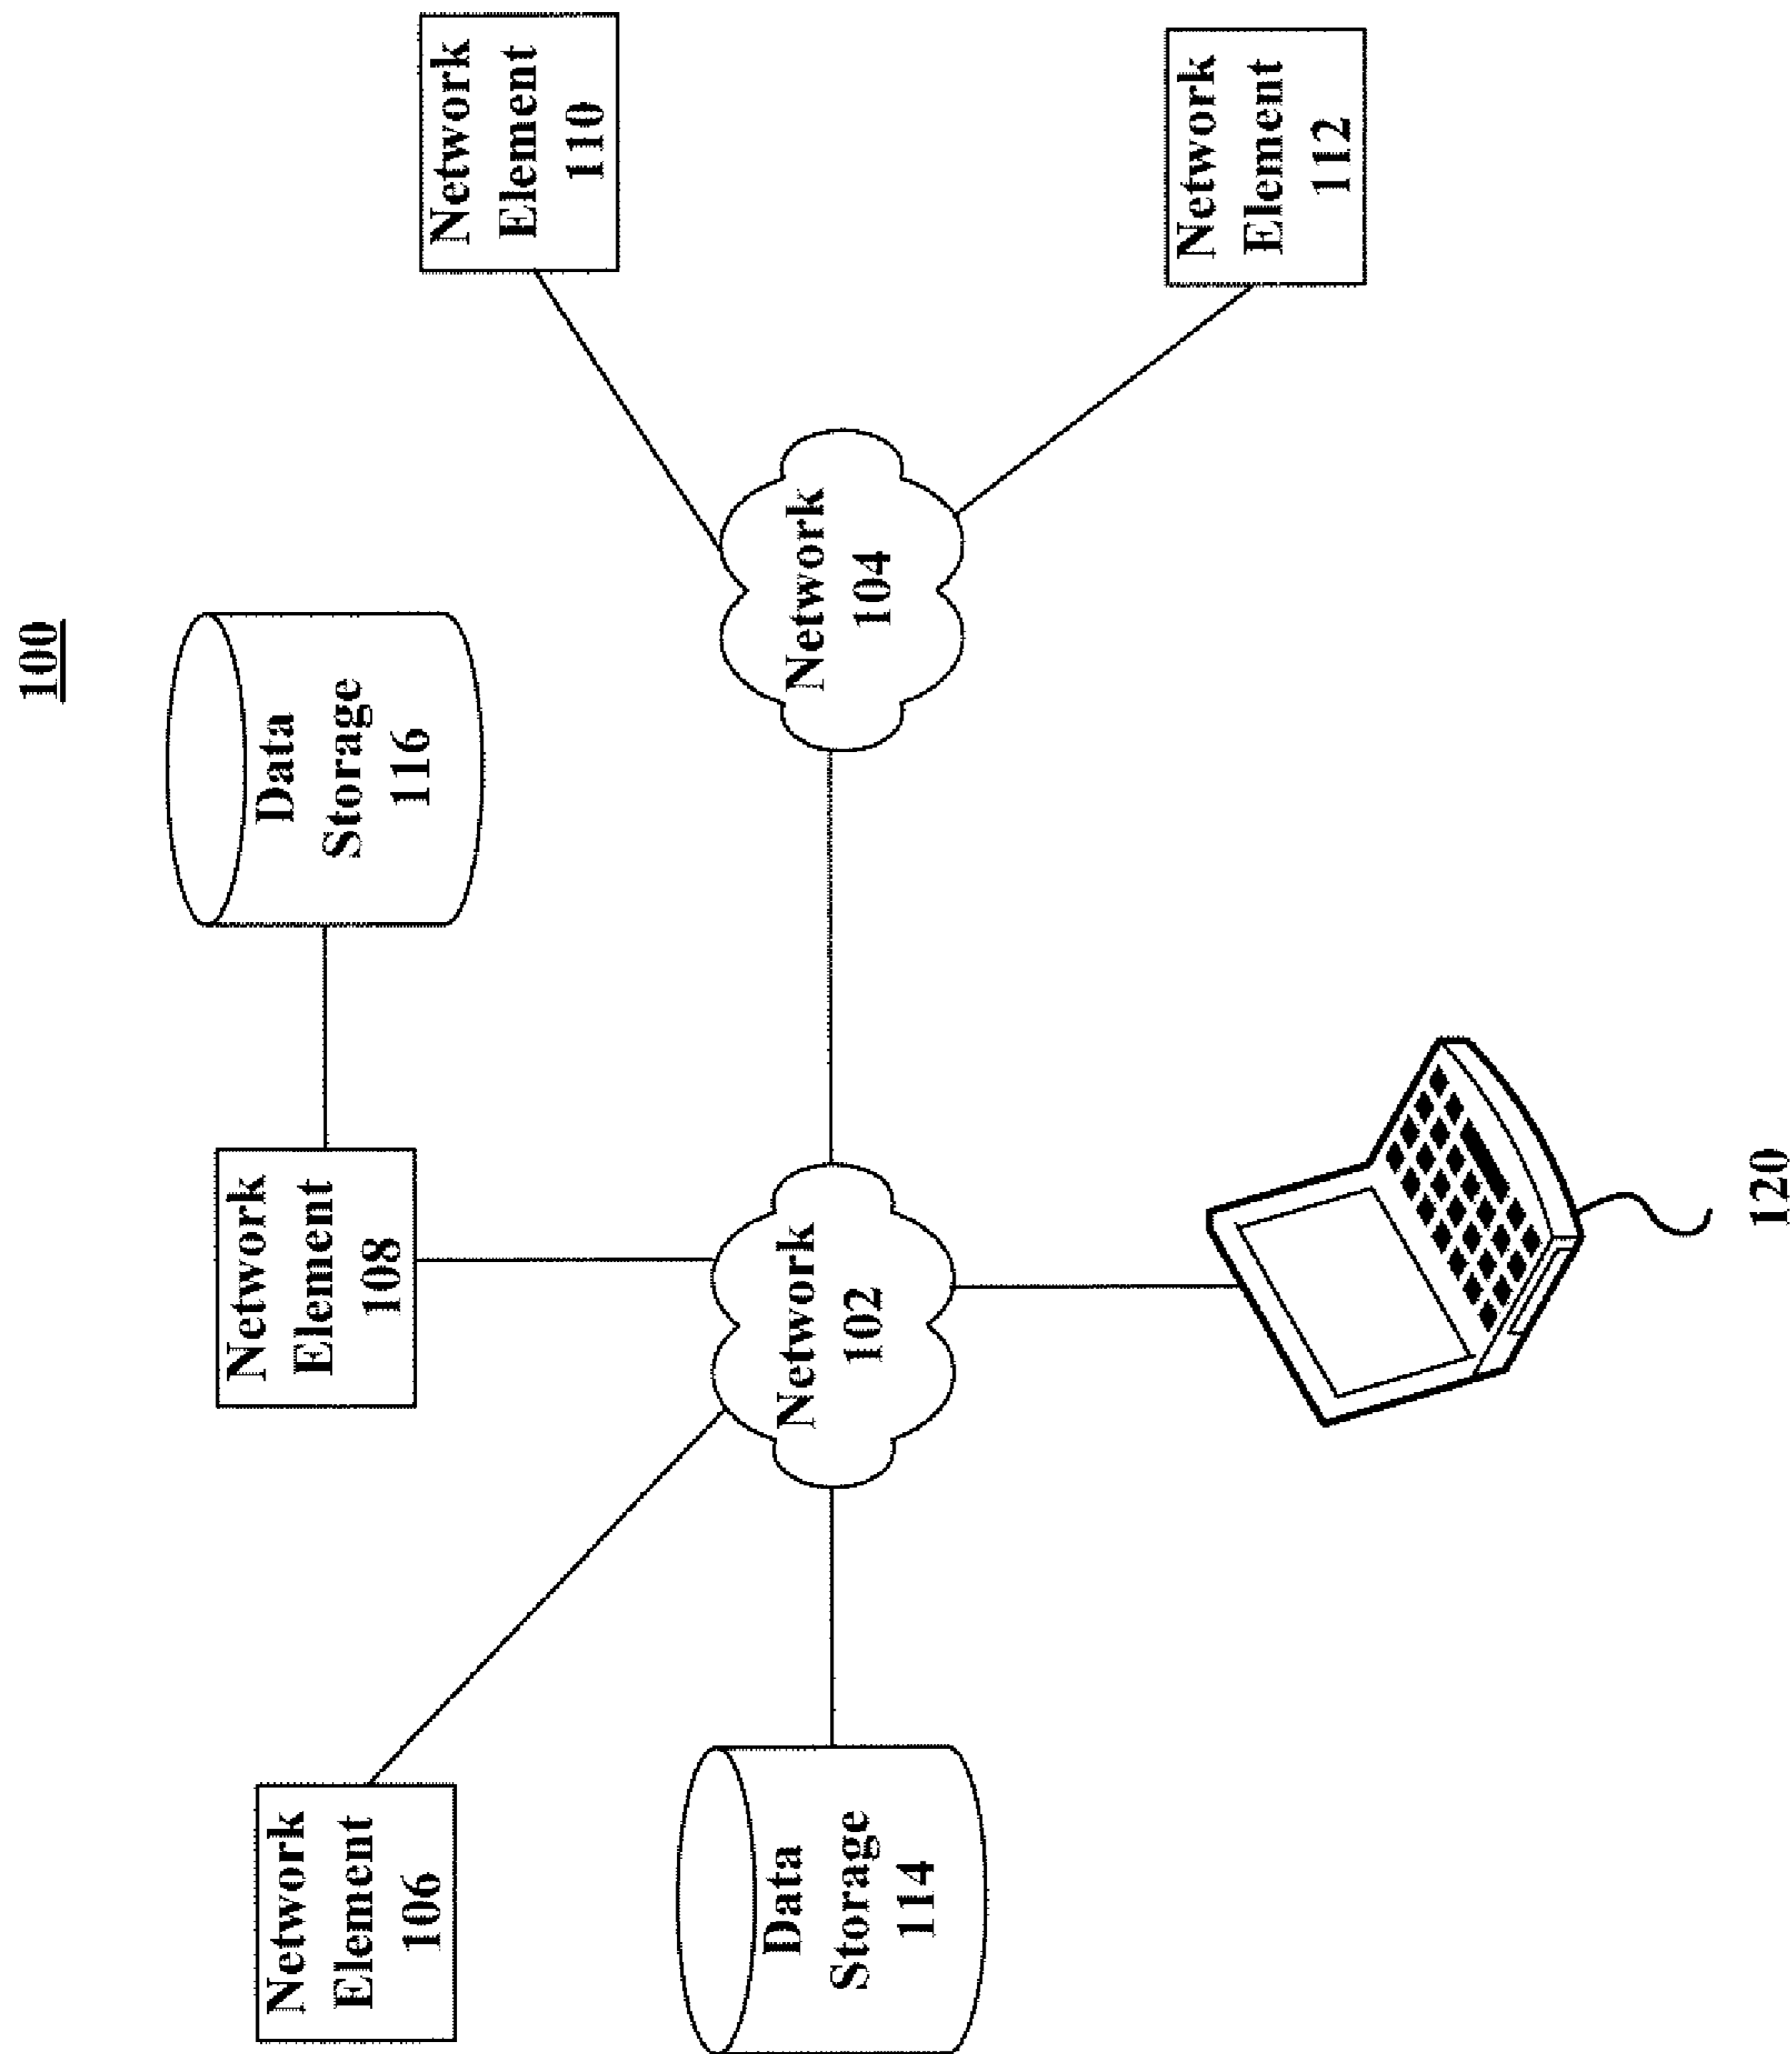 100
Network
Element
106
Network
Element
108
Data
Storage
116
Network
Element
110
Data
Storage
114
Network
102
Network
104
Network
Element
112
120